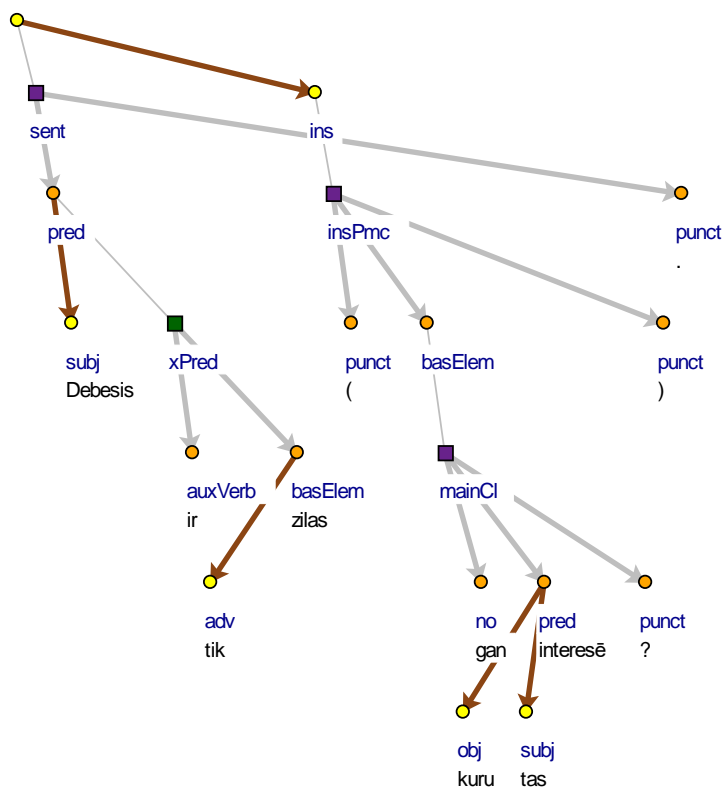 sent ins
pred insPmc punct
.
subj xPred punct basElem punct
Debesis ( )
auxVerb basElem mainCl
ir zilas
adv no pred punct
tik gan interesē ?
obj subj
kuru tas